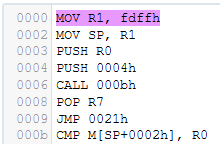 0000 MOV R1, fdffh
0002 MOV SP, R1
0003 PUSH R0
0004 PUSH 0004h
0006 CALL 000bh
0008 POP R7
0009 JMP 0021h
000b CMP M[SP+0002h], R0